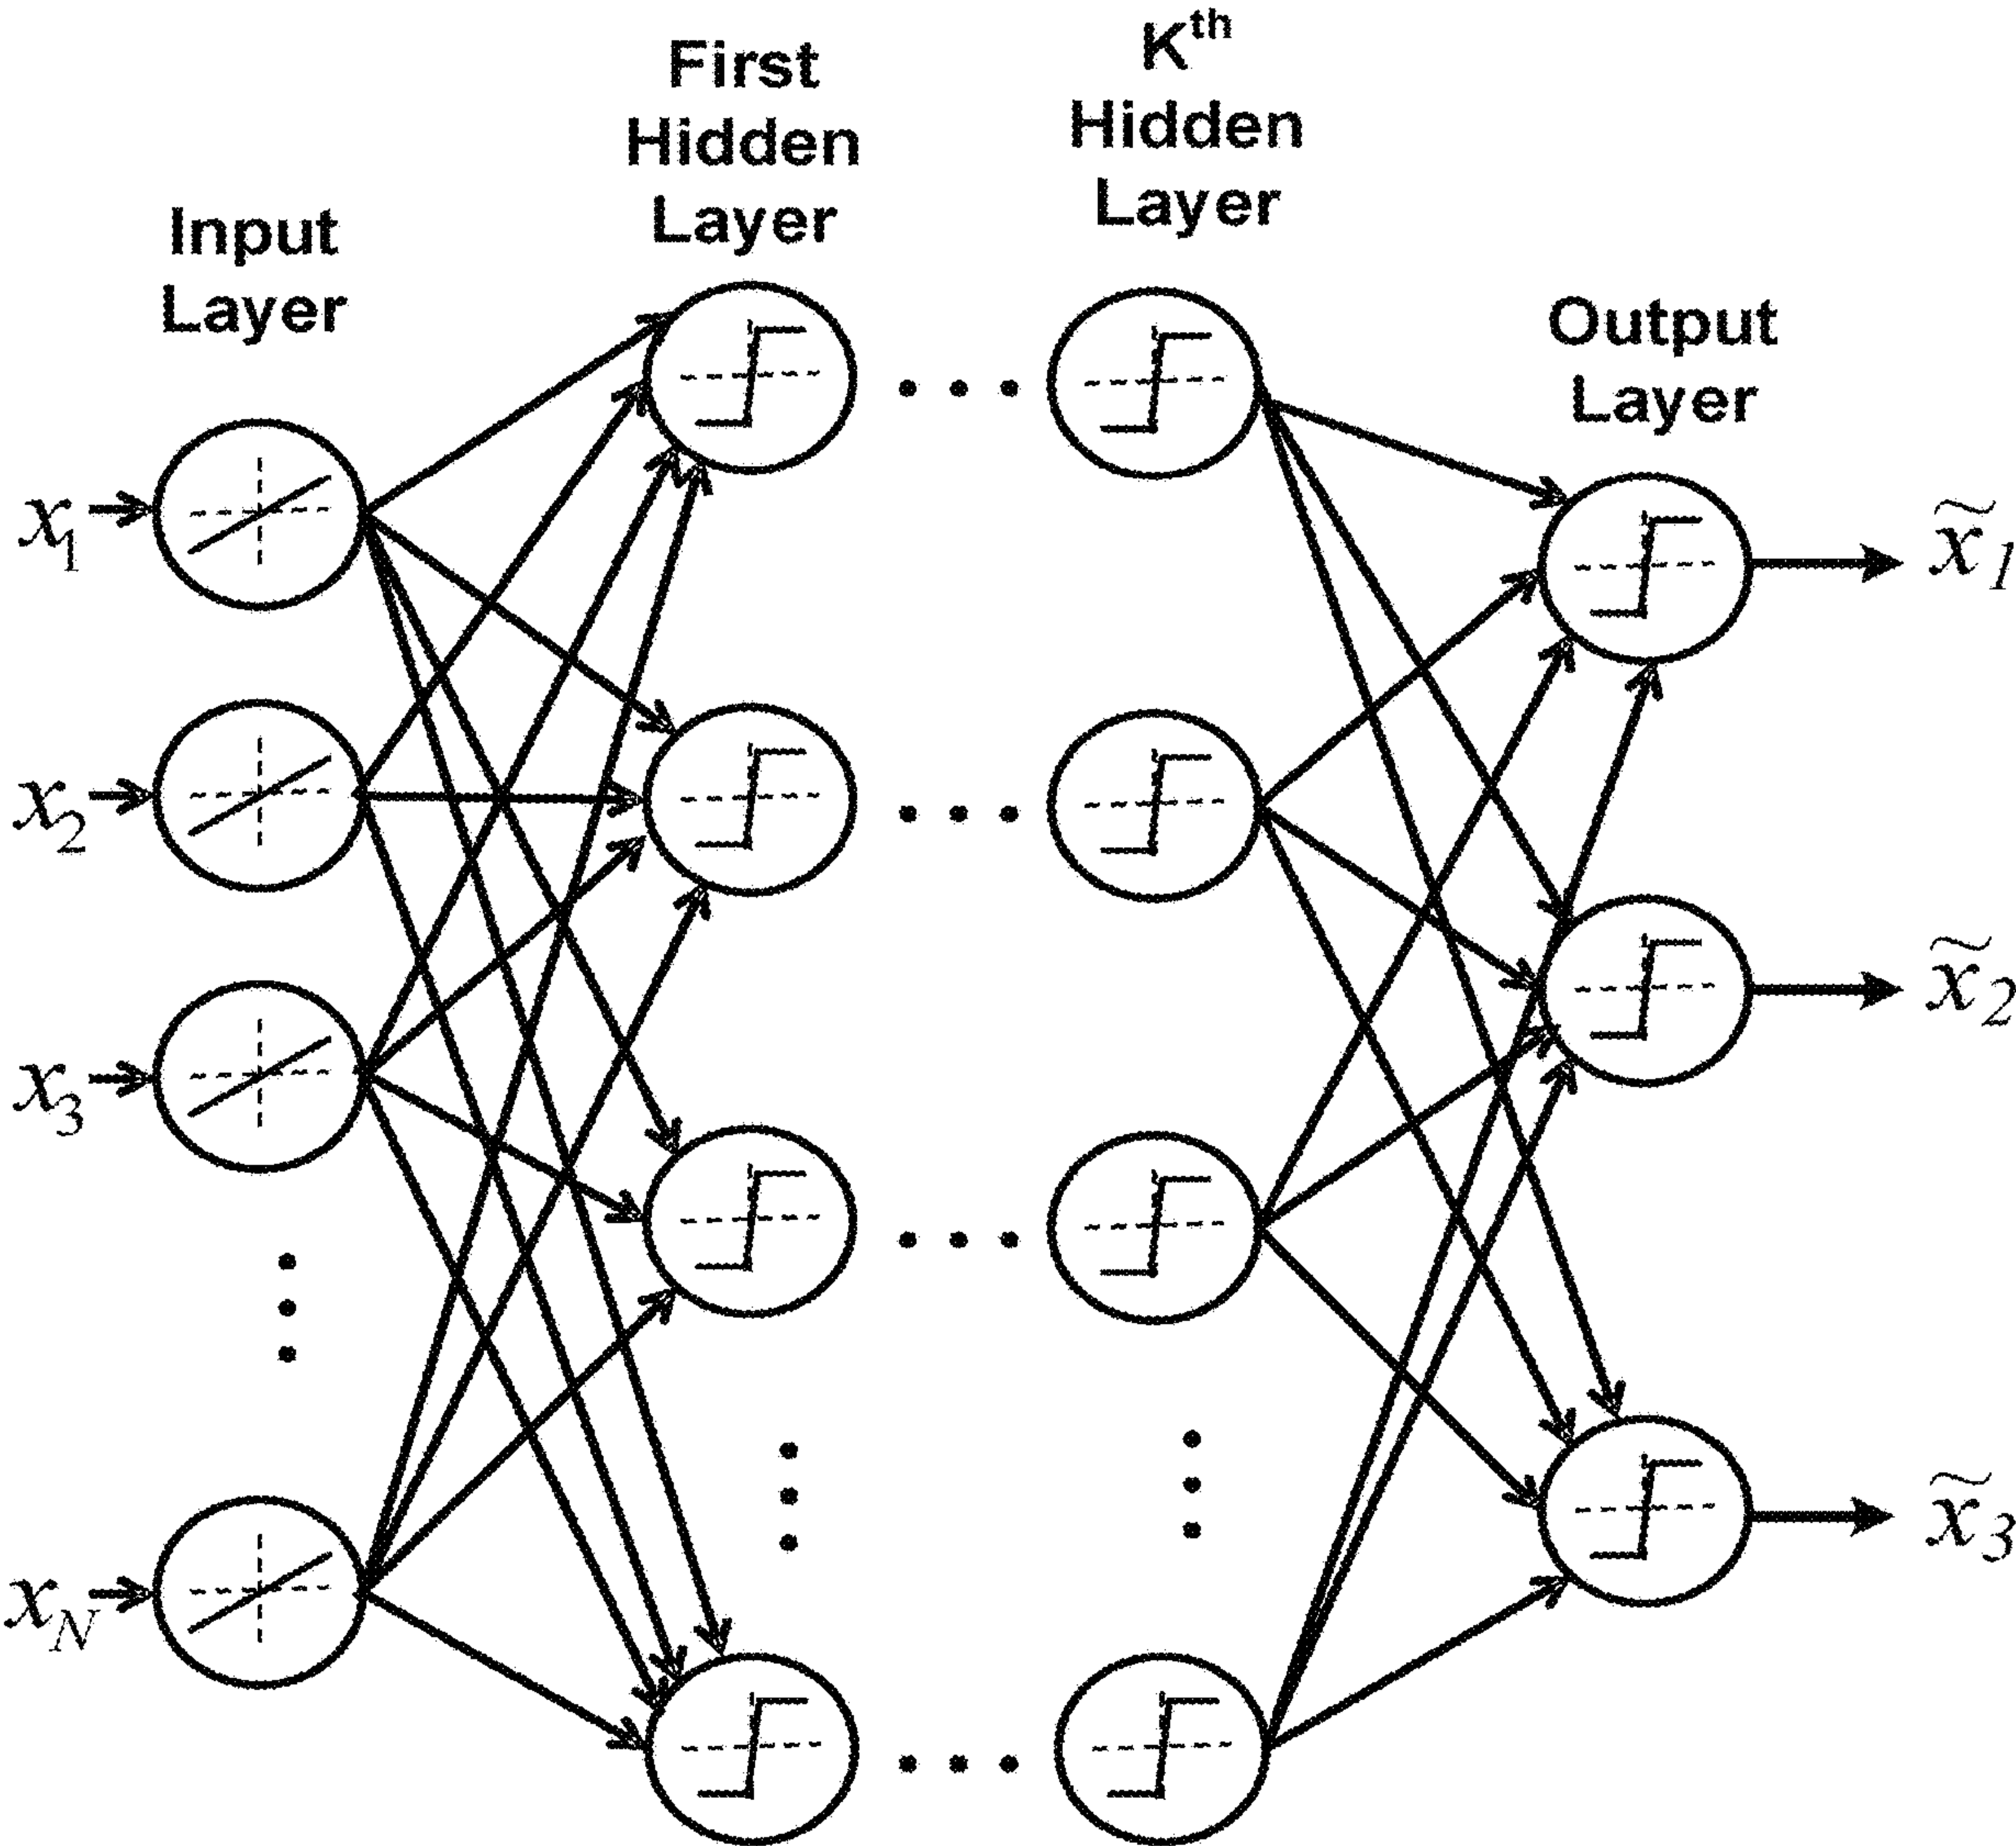 Input
Layer
First
Hidden
Layer
Kth
Hidden
Layer
Output
Layer
x1
x2
x3
xN
x̃1
x̃2
x̃3